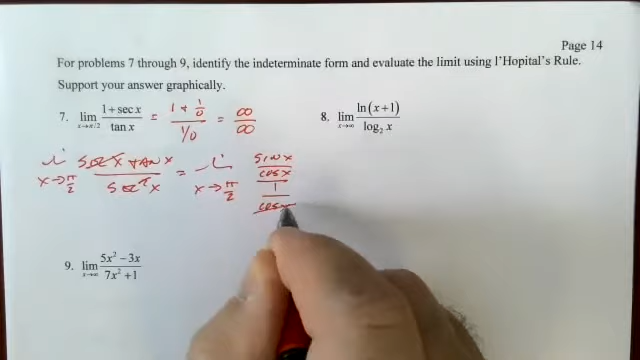 Page 14
For problems 7 through 9, identify the indeterminate form and evaluate the limit using l'Hopital's Rule.
Support your answer graphically.
7. lim x→π/2 (1+sec x)/(tan x) = (1 + 1/0)/(1/0) = ∞/∞
8. lim x→∞ ln(x+1)/log₂ x
Li x→π/2 (sec x tan x)/(sec² x) = Li x→π/2 (sin x/cos x)/(1/cos x)
9. lim x→∞ (5x² − 3x)/(7x² + 1)